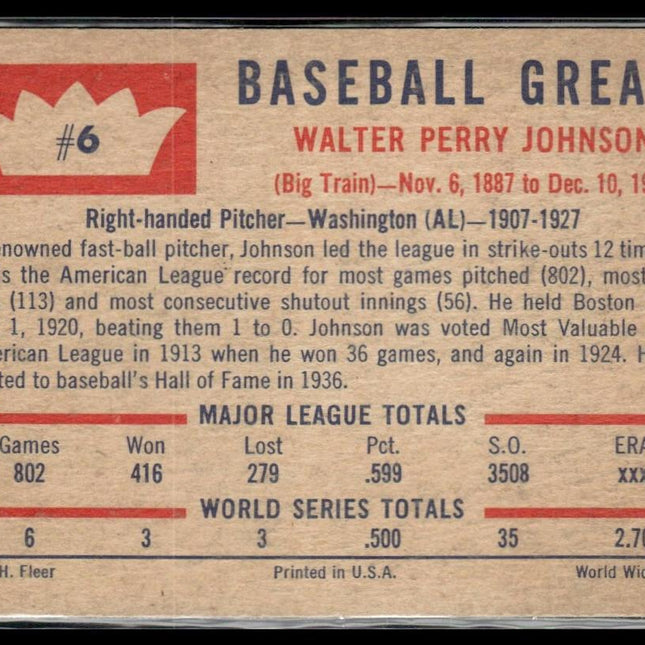 BASEBALL GREA
#6
WALTER PERRY JOHNSON
(Big Train)—Nov. 6, 1887 to Dec. 10, 19
Right-handed Pitcher—Washington (AL)—1907-1927
enowned fast-ball pitcher, Johnson led the league in strike-outs 12 tim
s the American League record for most games pitched (802), most
(113) and most consecutive shutout innings (56). He held Boston
1, 1920, beating them 1 to 0. Johnson was voted Most Valuable
erican League in 1913 when he won 36 games, and again in 1924. H
ted to baseball's Hall of Fame in 1936.
MAJOR LEAGUE TOTALS
Games Won Lost Pct. S.O. ERA
802 416 279 .599 3508 xxx
WORLD SERIES TOTALS
6 3 3 .500 35 2.70
H. Fleer Printed in U.S.A. World Wid